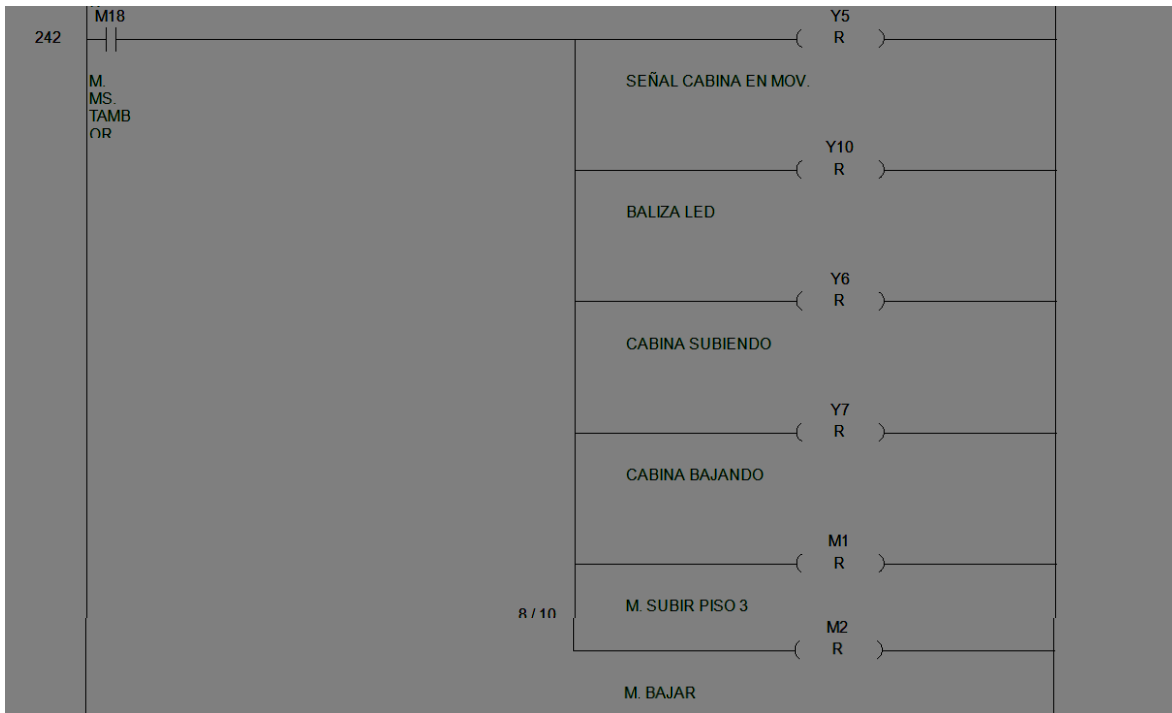 M18
Y5
242
R
M.
MS.
TAMB
OR
SEÑAL CABINA EN MOV.
Y10
R
BALIZA LED
Y6
R
CABINA SUBIENDO
Y7
R
CABINA BAJANDO
M1
R
M. SUBIR PISO 3
8 / 10
M2
R
M. BAJAR